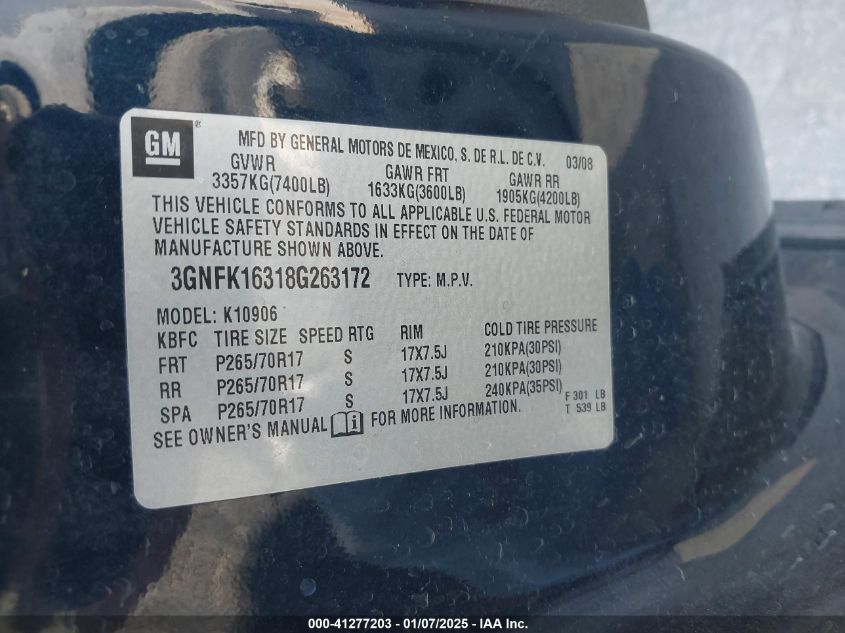 GM ® MFD BY GENERAL MOTORS DE MEXICO, S. DE R.L. DE C.V. 03/08
GVWR GAWR FRT GAWR RR
3357KG(7400LB) 1633KG(3600LB) 1905KG(4200LB)
THIS VEHICLE CONFORMS TO ALL APPLICABLE U.S. FEDERAL MOTOR
VEHICLE SAFETY STANDARDS IN EFFECT ON THE DATE OF
MANUFACTURE SHOWN ABOVE.
3GNFK16318G263172 TYPE: M.P.V.
MODEL: K10906
KBFC TIRE SIZE SPEED RTG RIM COLD TIRE PRESSURE
FRT P265/70R17 S 17X7.5J 210KPA(30PSI)
RR P265/70R17 S 17X7.5J 210KPA(30PSI)
SPA P265/70R17 S 17X7.5J 240KPA(35PSI)
F 301 LB
T 539 LB
SEE OWNER'S MANUAL i FOR MORE INFORMATION.
000-41277203 - 01/07/2025 - IAA Inc.